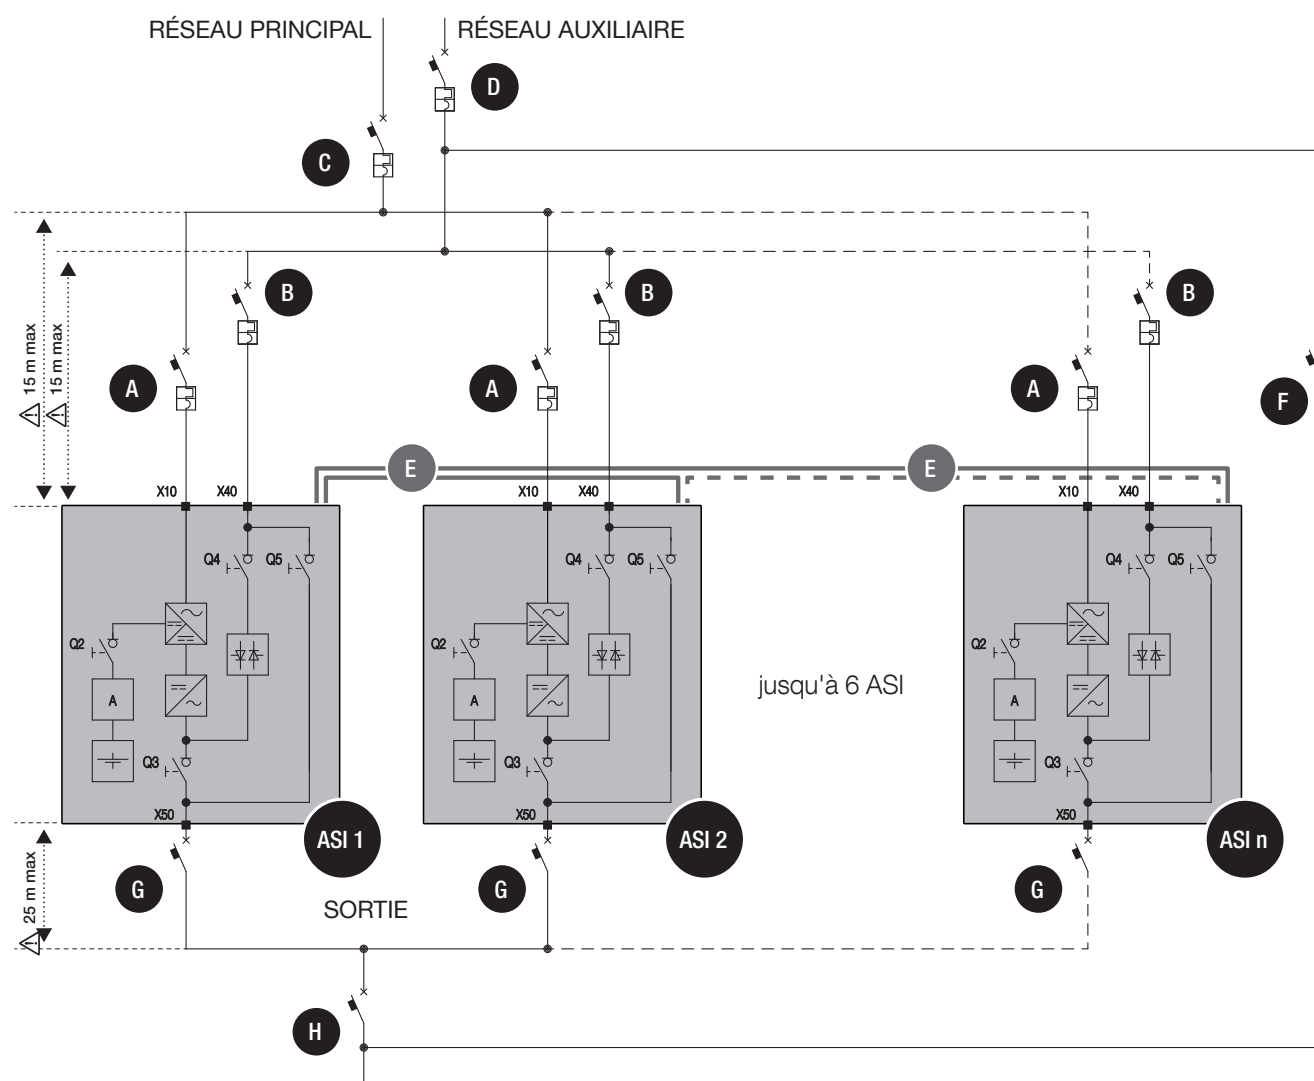 RÉSEAU PRINCIPAL
RÉSEAU AUXILIAIRE
D
C
B
B
B
15 m max
15 m max
A
A
A
F
E
E
X10
X40
X10
X40
X10
X40
Q4
Q5
Q4
Q5
Q4
Q5
Q2
Q2
Q2
jusqu'à 6 ASI
A
A
A
Q3
Q3
Q3
X50
X50
X50
ASI 1
ASI 2
ASI n
25 m max
G
G
G
SORTIE
H